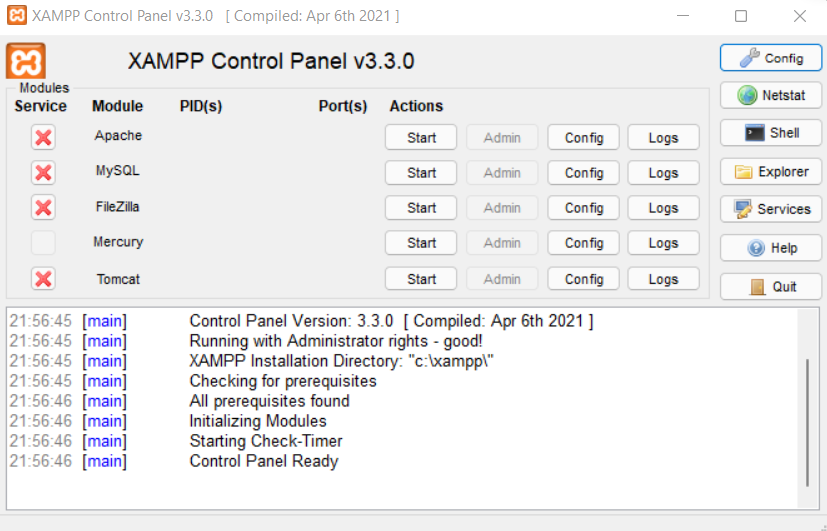 XAMPP Control Panel v3.3.0 [ Compiled: Apr 6th 2021 ]
XAMPP Control Panel v3.3.0
Config
Modules
Service Module PID(s) Port(s) Actions
Netstat
Apache Start Admin Config Logs
Shell
MySQL Start Admin Config Logs
Explorer
FileZilla Start Admin Config Logs
Services
Mercury Start Admin Config Logs
Help
Tomcat Start Admin Config Logs
Quit
21:56:45 [main] Control Panel Version: 3.3.0 [ Compiled: Apr 6th 2021 ]
21:56:45 [main] Running with Administrator rights - good!
21:56:45 [main] XAMPP Installation Directory: "c:\xampp\"
21:56:45 [main] Checking for prerequisites
21:56:46 [main] All prerequisites found
21:56:46 [main] Initializing Modules
21:56:46 [main] Starting Check-Timer
21:56:46 [main] Control Panel Ready